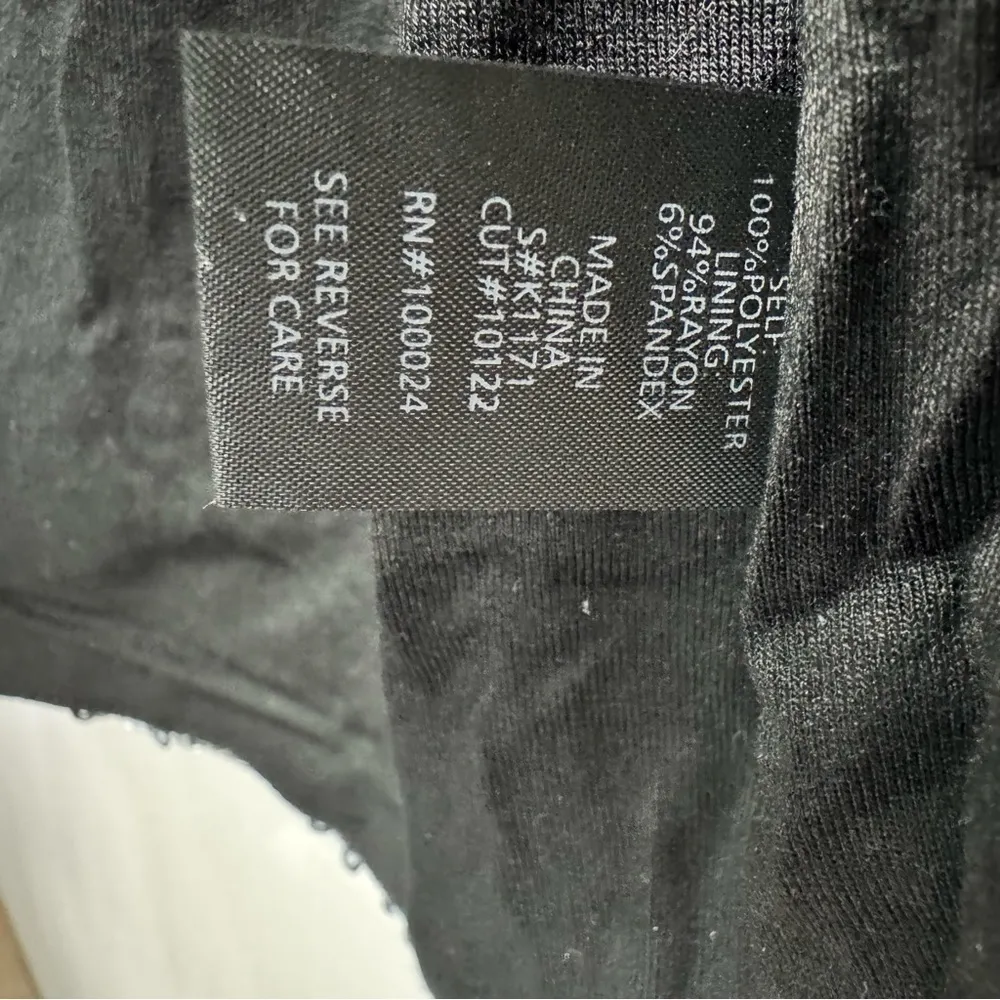 SELF:
100%POLYESTER
LINING
94%RAYON
6%SPANDEX
MADE IN
CHINA
S#K1171
CUT#10122
RN#100024
SEE REVERSE
FOR CARE